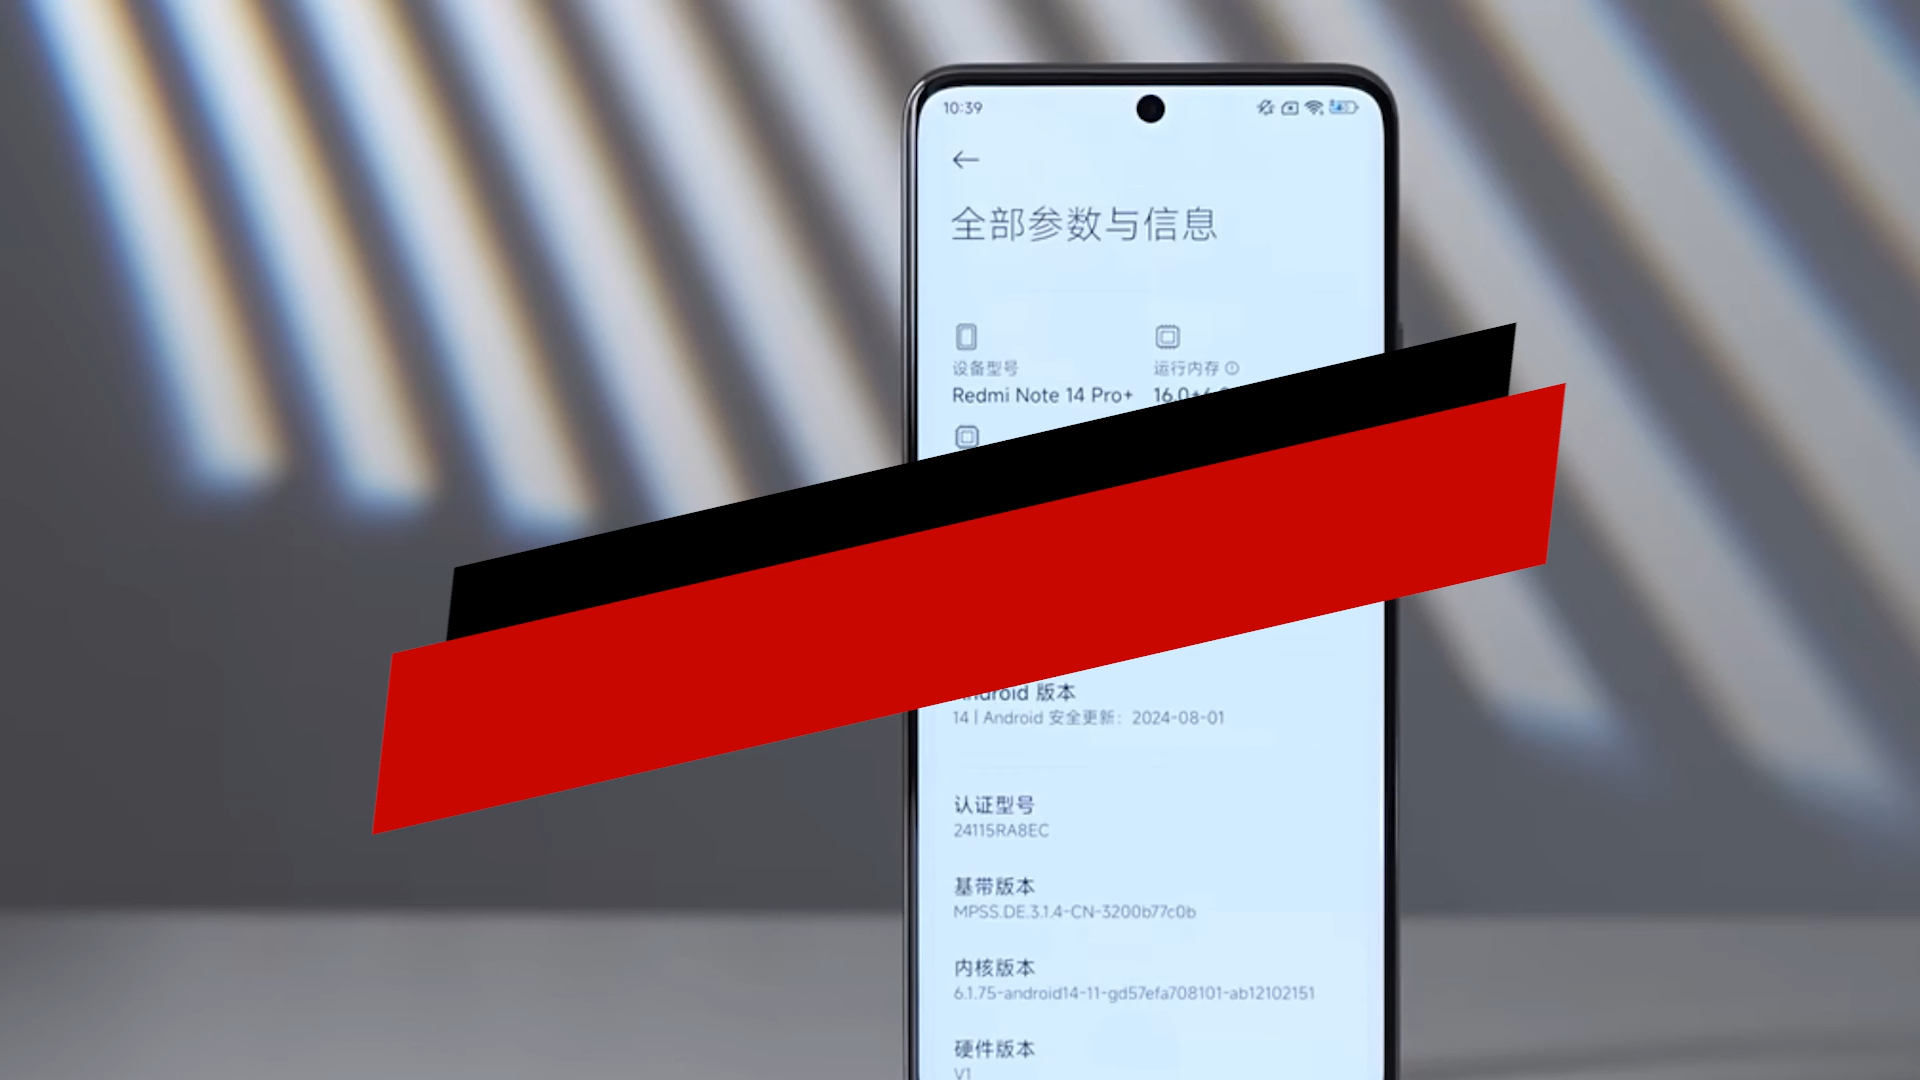 10:39
全部参数与信息
设备型号
运行内存
Redmi Note 14 Pro+
版本
14 | Android 安全更新：2024-08-01
认证型号
24115RA8EC
基带版本
MPSS.DE.3.1.4-CN-3200b77c0b
内核版本
6.1.75-android14-11-gd57efa708101-ab12102151
硬件版本
V1